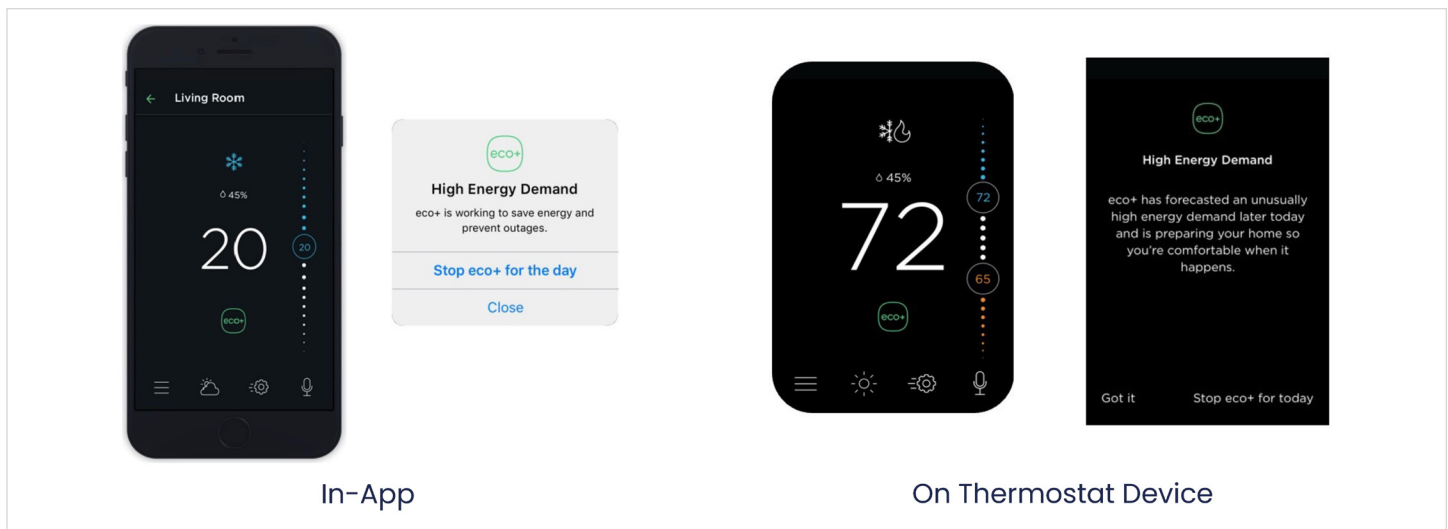 Living Room
45%
20
20
eco+
eco+
High Energy Demand
eco+ is working to save energy and
prevent outages.
Stop eco+ for the day
Close
In-App
45%
72
72
65
eco+
eco+
High Energy Demand
eco+ has forecasted an unusually
high energy demand later today
and is preparing your home so
you're comfortable when it
happens.
Got it
Stop eco+ for today
On Thermostat Device